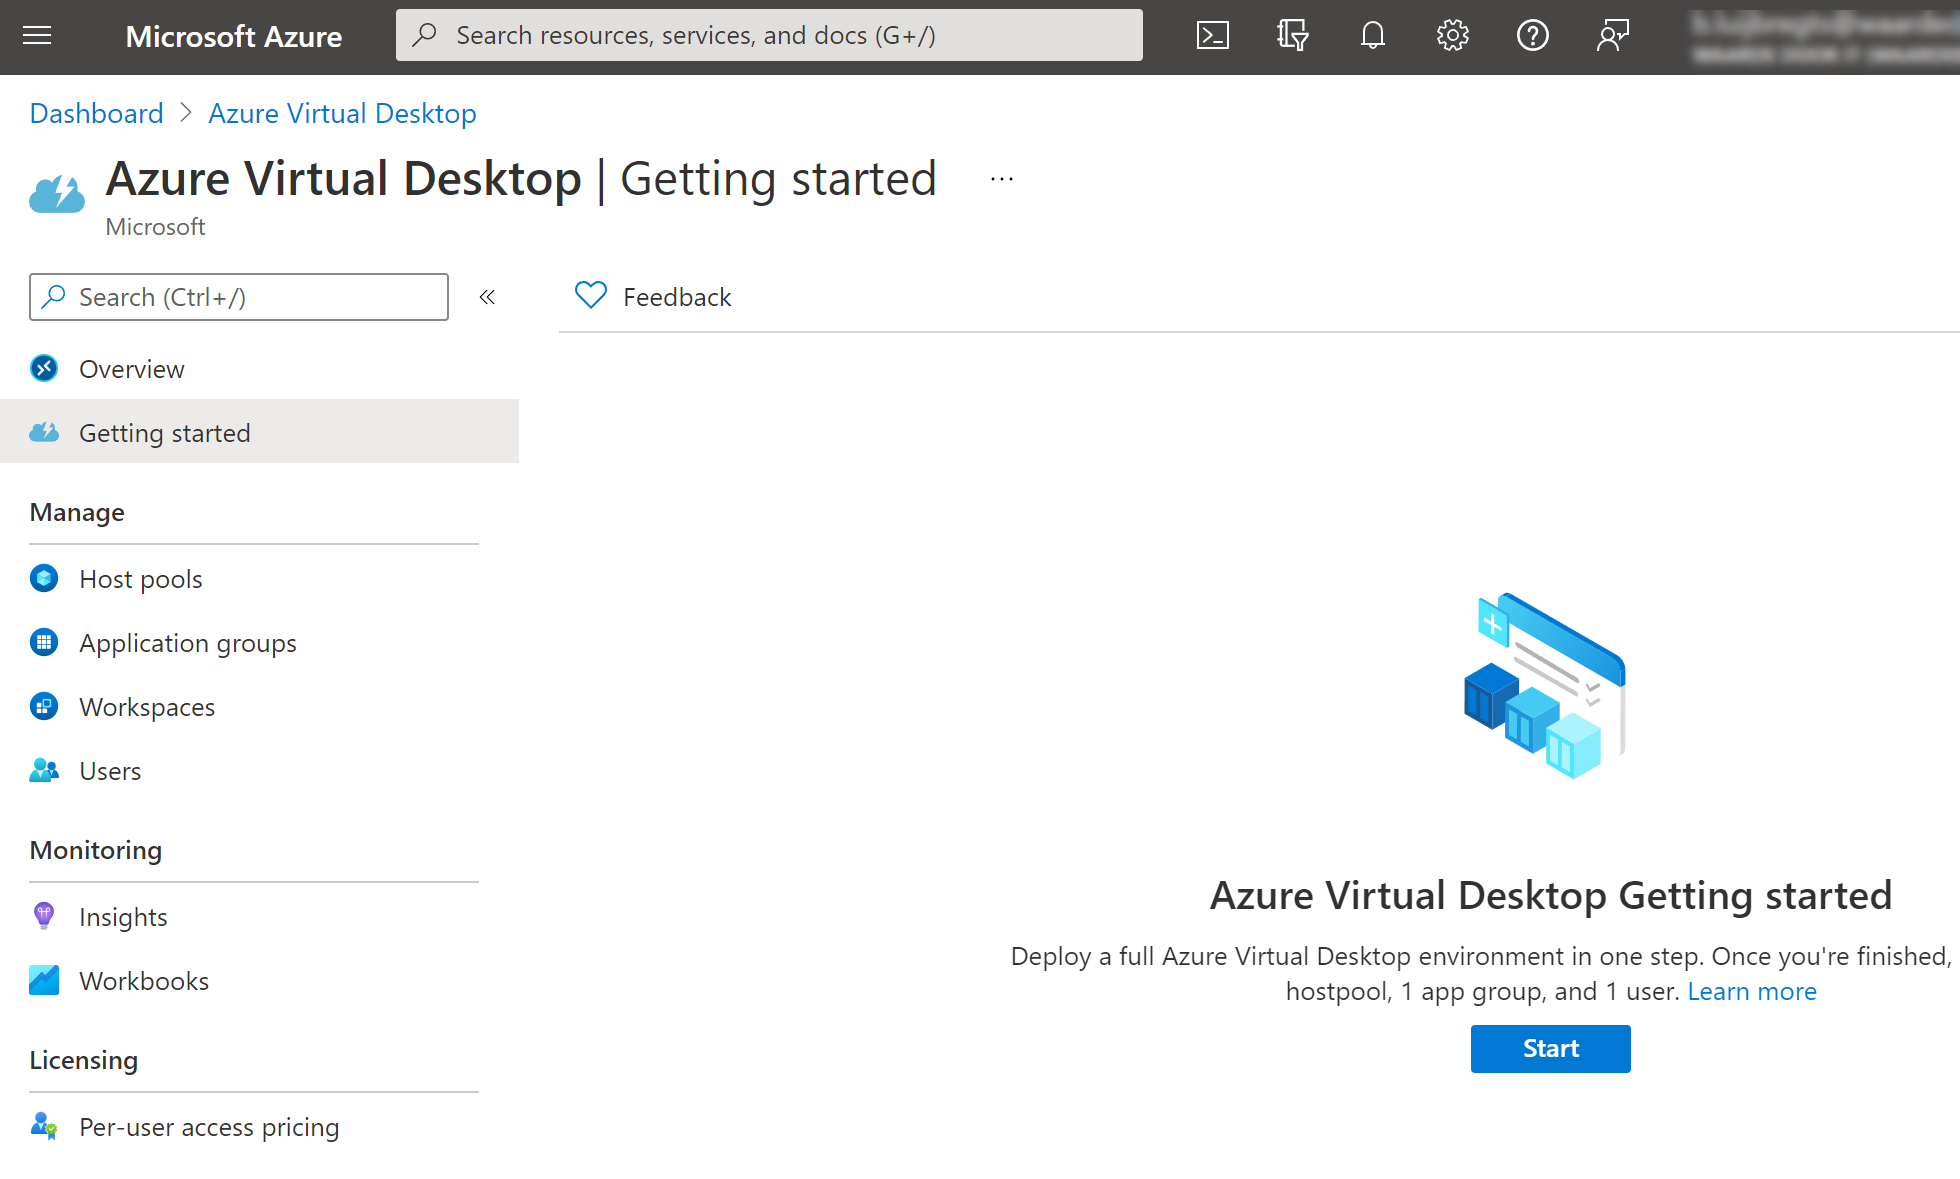 Microsoft Azure
Search resources, services, and docs (G+/)
Dashboard > Azure Virtual Desktop
Azure Virtual Desktop | Getting started ...
Microsoft
Search (Ctrl+/)
«
Feedback
Overview
Getting started
Manage
Host pools
Application groups
Workspaces
Users
Monitoring
Insights
Workbooks
Licensing
Per-user access pricing
Azure Virtual Desktop Getting started
Deploy a full Azure Virtual Desktop environment in one step. Once you're finished,
hostpool, 1 app group, and 1 user. Learn more
Start